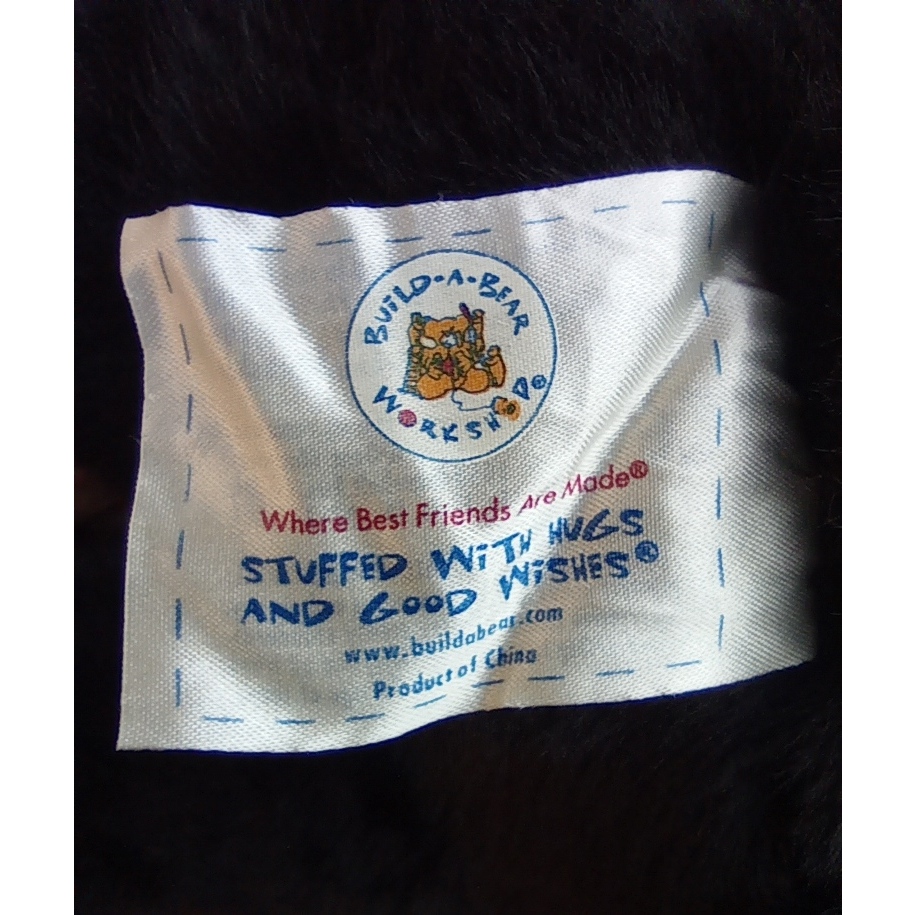 BUILD-A-BEAR
WORKSHOP®
Where Best Friends Are Made®
STUFFED WITH HUGS
AND GOOD WISHES®
www.buildabear.com
Product of China